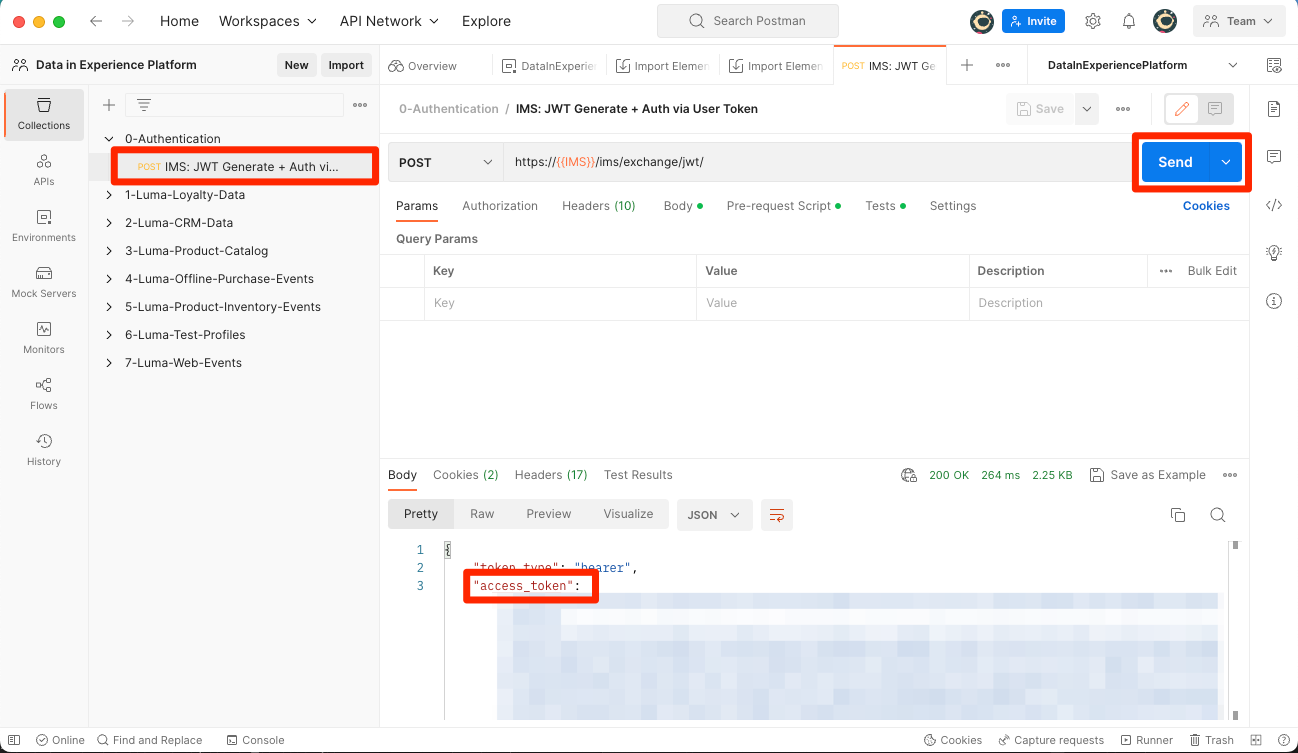 Home Workspaces API Network Explore Search Postman Invite Team
Data in Experience Platform New Import Overview DataInExperie Import Elemen Import Elemen POST IMS: JWT Ge DataInExperiencePlatform
Collections
APIs
Environments
Mock Servers
Monitors
Flows
History
0-Authentication
POST IMS: JWT Generate + Auth vi...
1-Luma-Loyalty-Data
2-Luma-CRM-Data
3-Luma-Product-Catalog
4-Luma-Offline-Purchase-Events
5-Luma-Product-Inventory-Events
6-Luma-Test-Profiles
7-Luma-Web-Events
0-Authentication / IMS: JWT Generate + Auth via User Token Save
POST https://{{IMS}}/ims/exchange/jwt/ Send
Params Authorization Headers (10) Body Pre-request Script Tests Settings Cookies
Query Params
Key Value Description Bulk Edit
Key Value Description
Body Cookies (2) Headers (17) Test Results 200 OK 264 ms 2.25 KB Save as Example
Pretty Raw Preview Visualize JSON
1 {
2 "token_type": "bearer",
3 "access_token":
Online Find and Replace Console Cookies Capture requests Runner Trash